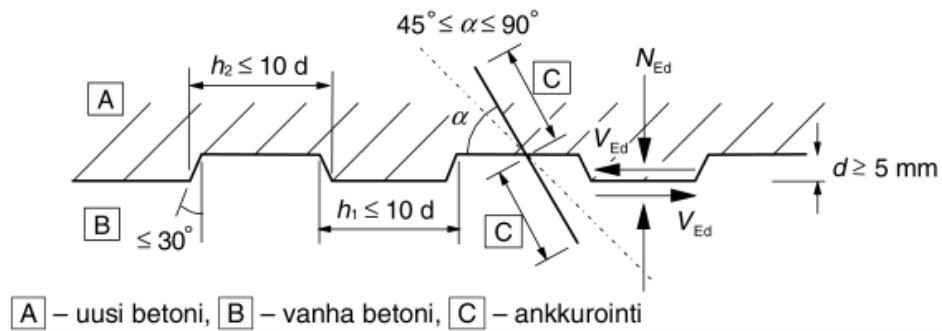 45° ≤ α ≤ 90°
h₂ ≤ 10 d
C
N_Ed
A
α
V_Ed
d ≥ 5 mm
B
≤ 30°
h₁ ≤ 10 d
C
V_Ed
A – uusi betoni, B – vanha betoni, C – ankkurointi